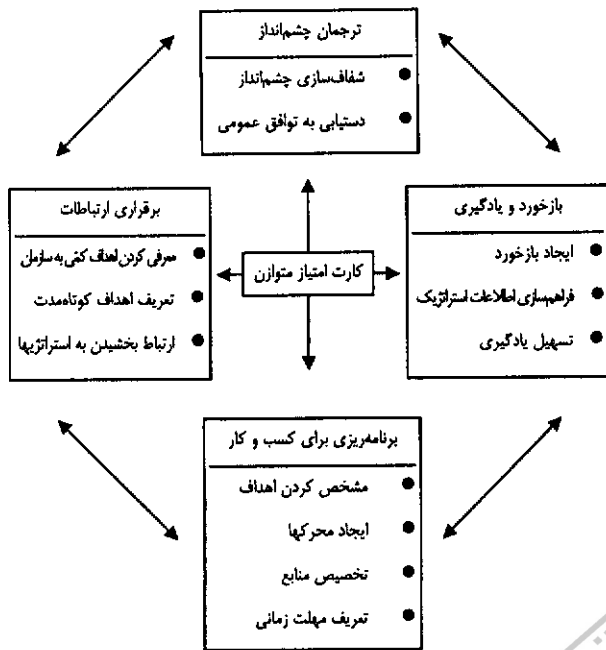 ترجمان چشم‌انداز
شفاف‌سازی چشم‌انداز
دستیابی به توافق عمومی
بازخورد و یادگیری
ایجاد بازخورد
فراهم‌سازی اطلاعات استراتژیک
تسهیل یادگیری
کارت امتیاز متوازن
برقراری ارتباطات
معرفی کردن اهداف کمّی به سازمان
تعریف اهداف کوتاه‌مدت
ارتباط بخشیدن به استراتژیها
برنامه‌ریزی برای کسب و کار
مشخص کردن اهداف
ایجاد محرکها
تخصیص منابع
تعریف مهلت زمانی